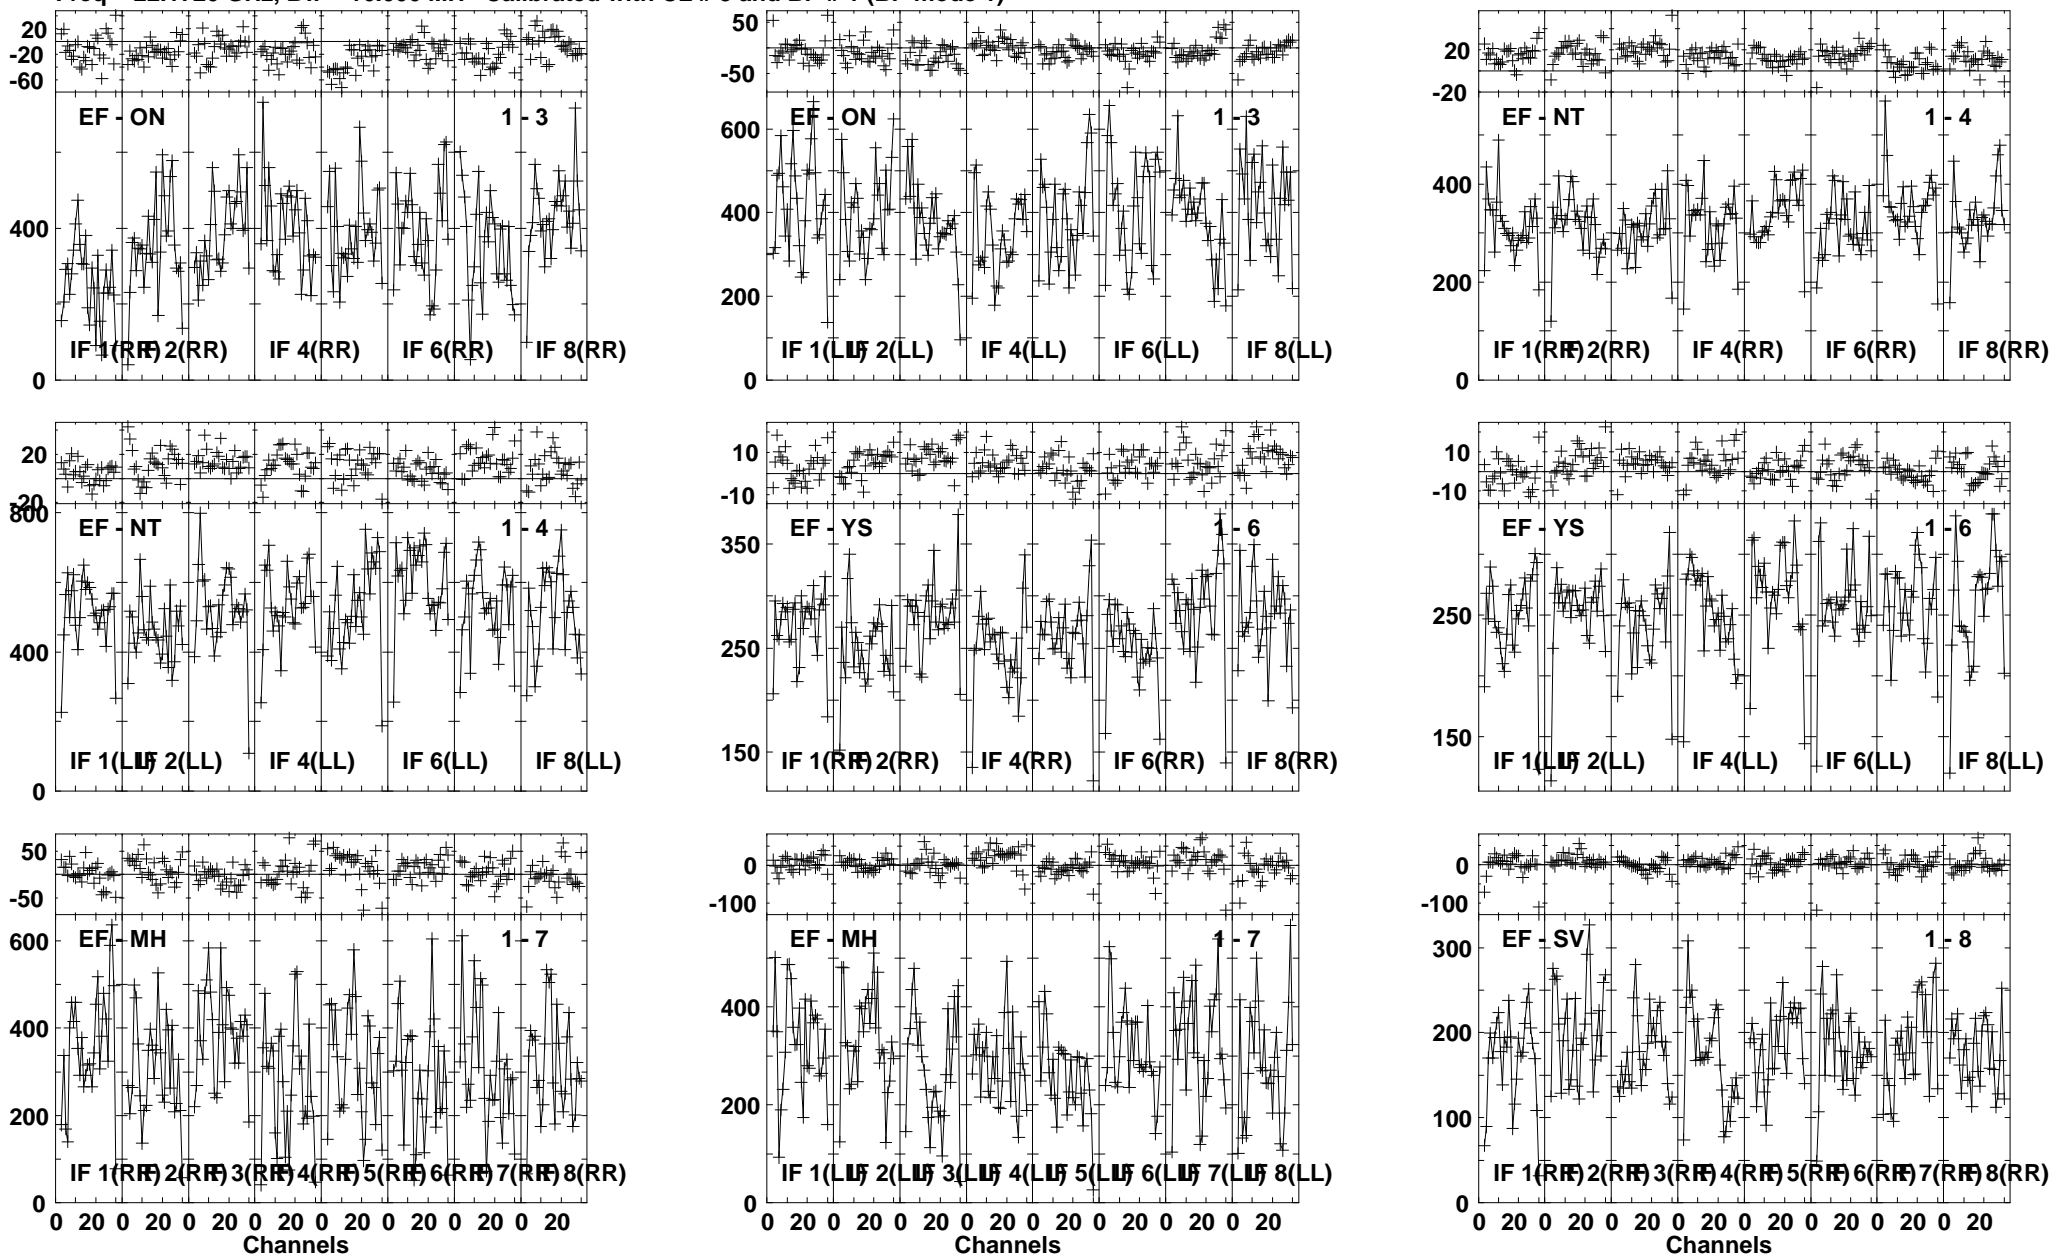 20
-20
-60
EF - ON
1 - 3
400
0
IF 1(RR)
IF 2(RR)
IF 4(RR)
IF 6(RR)
IF 8(RR)
50
-50
EF - ON
1 - 3
600
400
200
0
IF 1(LL)
IF 2(LL)
IF 4(LL)
IF 6(LL)
IF 8(LL)
20
-20
EF - NT
1 - 4
400
200
0
IF 1(RR)
IF 2(RR)
IF 4(RR)
IF 6(RR)
IF 8(RR)
20
-20
800
EF - NT
1 - 4
400
0
IF 1(LL)
IF 2(LL)
IF 4(LL)
IF 6(LL)
IF 8(LL)
10
-10
EF - YS
1 - 6
350
250
150
IF 1(RR)
IF 2(RR)
IF 4(RR)
IF 6(RR)
IF 8(RR)
10
-10
EF - YS
1 - 6
250
150
IF 1(LL)
IF 2(LL)
IF 4(LL)
IF 6(LL)
IF 8(LL)
50
-50
EF - MH
1 - 7
600
400
200
0
IF 1(RR)
IF 2(RR)
IF 3(RR)
IF 4(RR)
IF 5(RR)
IF 6(RR)
IF 7(RR)
IF 8(RR)
0 20 0 20 0 20 0 20 0 20 0 20 0 20 0 20
Channels
0
-100
EF - MH
1 - 7
400
200
0
IF 1(LL)
IF 2(LL)
IF 3(LL)
IF 4(LL)
IF 5(LL)
IF 6(LL)
IF 7(LL)
IF 8(LL)
0 20 0 20 0 20 0 20 0 20 0 20 0 20 0 20
Channels
0
-100
EF - SV
1 - 8
300
200
100
0
IF 1(RR)
IF 2(RR)
IF 3(RR)
IF 4(RR)
IF 5(RR)
IF 6(RR)
IF 7(RR)
IF 8(RR)
0 20 0 20 0 20 0 20 0 20 0 20 0 20 0 20
Channels